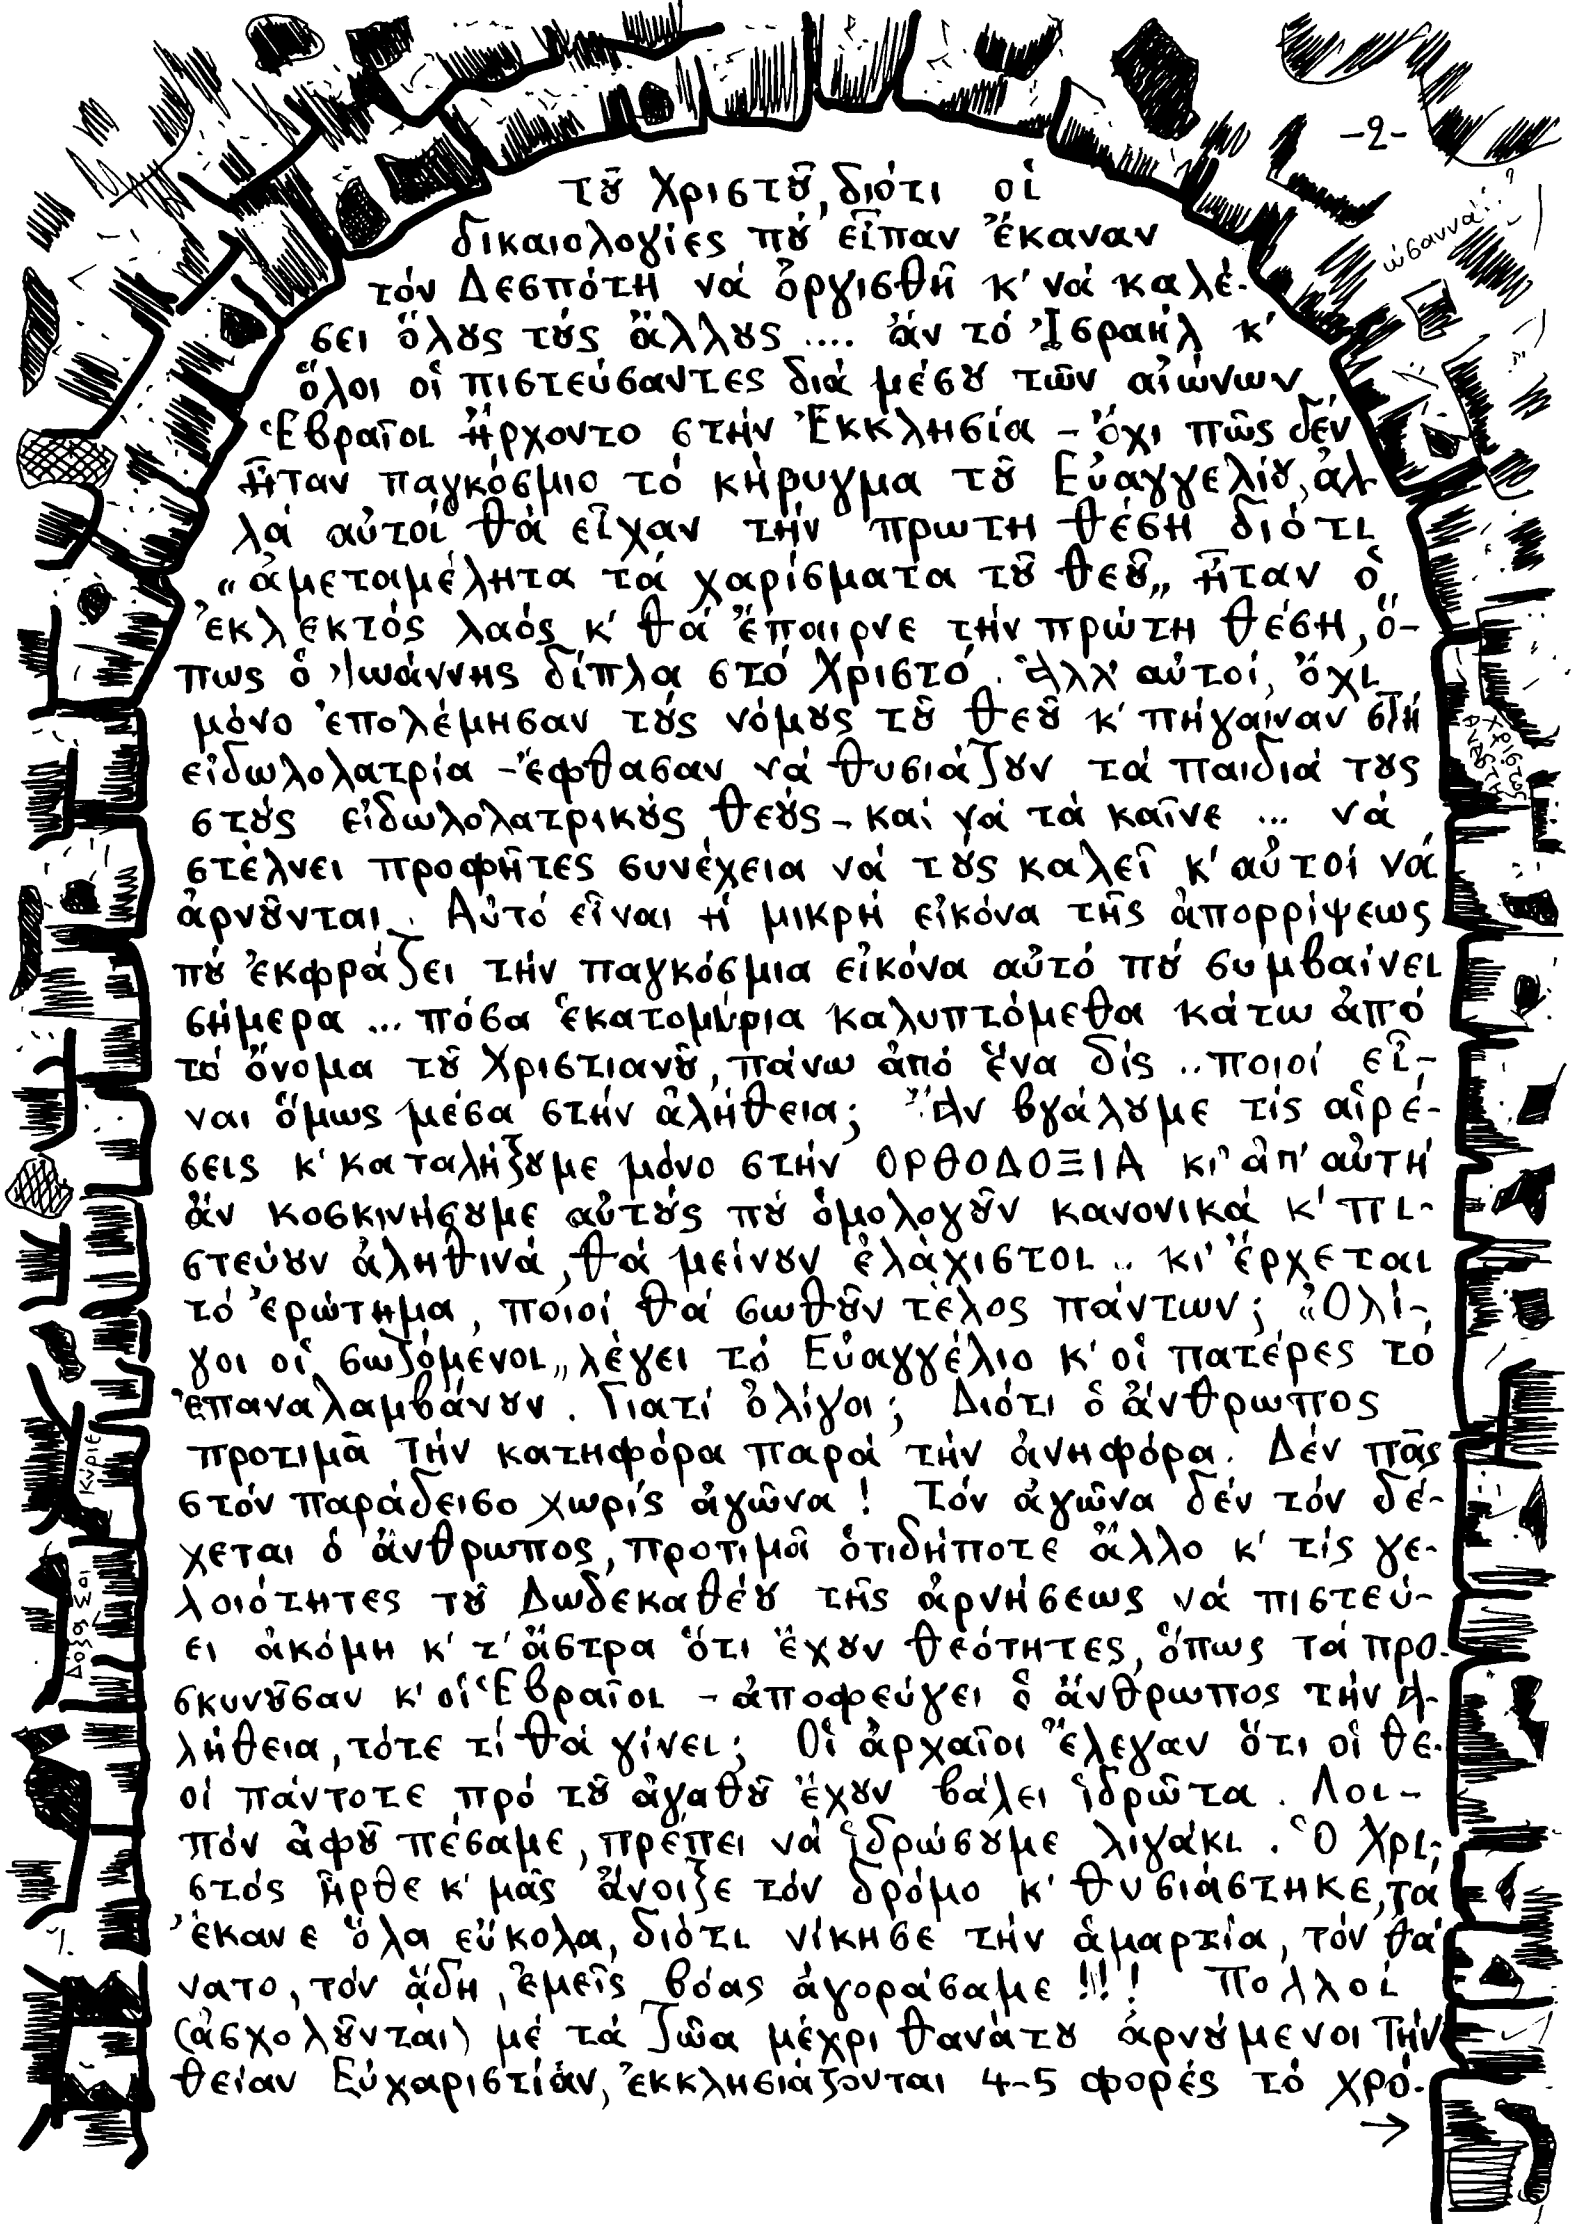 -2-
ὡσαννά!?
τȣ͂ Χριστȣ͂, διότι οἱ
δικαιολογίες πȣ́ εἶπαν ἔκαναν
τόν Δεσπότη νά ὀργισθῆ κ' νά καλέ-
σει ὅλȣς τȣ́ς ἄλλȣς .... ἄν τό Ἰσραήλ κ'
ὅλοι οἱ πιστεύσαντες διά μέσȣ τῶν αἰώνων
Ἑβραῖοι ἤρχοντο στήν Ἐκκλησία - ὄχι πῶς δέν
ἦταν παγκόσμιο τό κήρυγμα τȣ͂ Εὐαγγελίȣ, ἀλ-
λά αὐτοί θά εἶχαν τήν πρωτη θέση διότι
„ἀμεταμέλητα τά χαρίσματα τȣ͂ θεȣ͂„ ἦταν ὁ
ἐκλεκτός λαός κ' θά ἔπαιρνε τήν πρώτη θέση, ὅ-
πως ὁ Ἰωάννης δίπλα στό Χριστό. Ἀλλ' αὐτοί, ὄχι
μόνο ἐπολέμησαν τȣ́ς νόμȣς τȣ͂ θεȣ͂ κ' πήγαιναν στή
εἰδωλολατρία - ἔφθασαν νά θυσιάζȣν τά παιδιά τȣς
στȣ́ς εἰδωλολατρικȣ́ς θεȣ́ς - καί γά τά καῖνε ... νά
στέλνει προφῆτες συνέχεια νά τȣ́ς καλεῖ κ' αὐτοί νά
ἀρνȣ͂νται. Αὐτό εἶναι ἡ μικρή εἰκόνα τῆς ἀπορρίψεως
πȣ́ ἐκφράζει τήν παγκόσμια εἰκόνα αὐτό πȣ́ συμβαίνει
σήμερα ... πόσα ἑκατομύρια καλυπτόμεθα κάτω ἀπό
τό ὄνομα τȣ͂ Χριστιανȣ͂, πάνω ἀπό ἕνα δίς .. ποιοί εἶ-
ναι ὅμως μέσα στήν ἀλήθεια; Ἄν βγάλȣμε τίς αἱρέ-
σεις κ' καταλήξȣμε μόνο στήν ΟΡΘΟΔΟΞΙΑ κι' ἀπ' αὐτή
ἄν κοσκινήσȣμε αὐτȣ́ς πȣ́ ὁμολογȣ͂ν κανονικά κ' πι-
στεύȣν ἀληθινά, θά μείνȣν ἐλάχιστοι .. κι' ἔρχεται
τό ἐρώτημα, ποιοί θά σωθȣ͂ν τέλος πάντων; „Ὀλί-
γοι οἱ σωζόμενοι„ λέγει τό Εὐαγγέλιο κ' οἱ πατέρες τό
ἐπαναλαμβάνȣν. Γιατί ὀλίγοι; Διότι ὁ ἄνθρωπος
προτιμᾶ τήν κατηφόρα παρά τήν ἀνηφόρα. Δέν πᾶς
στόν παράδεισο χωρίς ἀγῶνα! Τόν ἀγῶνα δέν τόν δέ-
χεται ὁ ἄνθρωπος, προτιμᾶ ὁτιδήποτε ἄλλο κ' τίς γε-
λοιότητες τȣ͂ Δωδεκαθέȣ τῆς ἀρνήσεως νά πιστεύ-
ει ἀκόμη κ' τ' ἄστρα ὅτι ἔχȣν θεότητες, ὅπως τά προ-
σκυνȣ͂σαν κ' οἱ Ἑβραῖοι - ἀποφεύγει ὁ ἄνθρωπος τήν ἀ-
λήθεια, τότε τί θά γίνει; Οἱ ἀρχαῖοι ἔλεγαν ὅτι οἱ θε-
οί πάντοτε πρό τȣ͂ ἀγαθȣ͂ ἔχȣν βάλει ἱδρῶτα. Λοι-
πόν ἀφȣ͂ πέσαμε, πρέπει νά ἱδρώσȣμε λιγάκι. Ὁ Χρι-
στός ἦρθε κ' μᾶς ἄνοιξε τόν δρόμο κ' θυσιάστηκε, τά
ἔκανε ὅλα εὔκολα, διότι νίκησε τήν ἁμαρτία, τόν θά
νατο, τόν ἅδη, ἐμεῖς βόας ἀγοράσαμε !!! Πολλοί
(ἀσχολȣ͂νται) μέ τά ζῶα μέχρι θανάτȣ ἀρνȣ́μενοι τήν
θείαν Εὐχαριστίαν, ἐκκλησιάζονται 4-5 φορές τό χρό-
→
Χριστός
Ἀνέστη
Κύριε
Δόξα Σοι